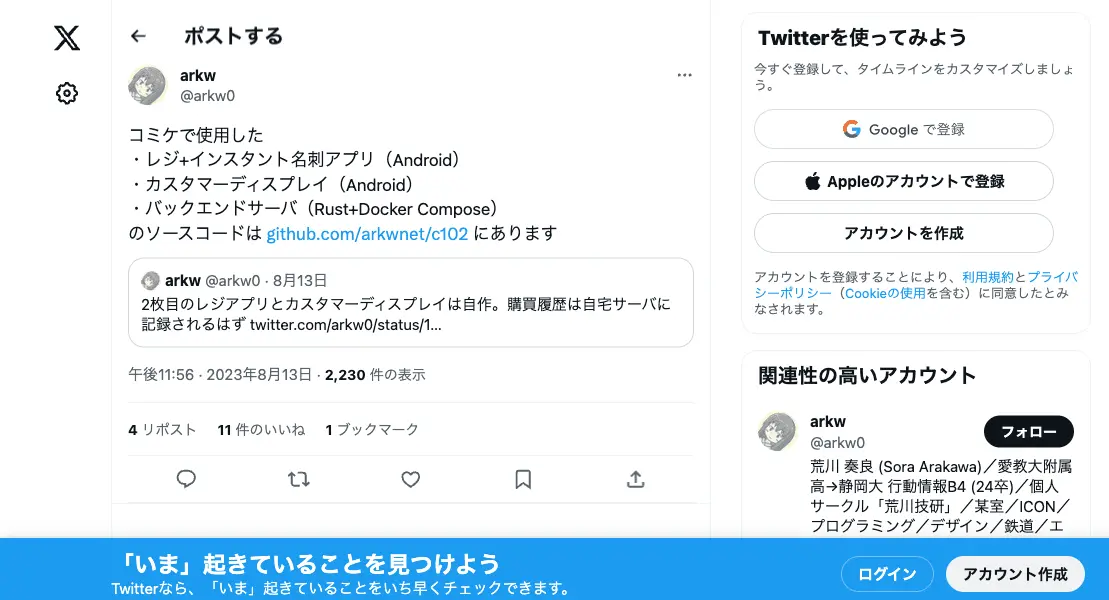 ポストする
arkw
@arkw0
コミケで使用した
・レジ+インスタント名刺アプリ（Android）
・カスタマーディスプレイ（Android）
・バックエンドサーバ（Rust+Docker Compose）
のソースコードは github.com/arkwnet/c102 にあります
arkw @arkw0 · 8月13日
2枚目のレジアプリとカスタマーディスプレイは自作。購買履歴は自宅サーバに
記録されるはず twitter.com/arkw0/status/1…
午後11:56 · 2023年8月13日 · 2,230 件の表示
4 リポスト 11 件のいいね 1 ブックマーク
Twitterを使ってみよう
今すぐ登録して、タイムラインをカスタマイズしましょ
う。
Google で登録
Appleのアカウントで登録
アカウントを作成
アカウントを登録することにより、利用規約とプライバ
シーポリシー（Cookieの使用を含む）に同意したとみ
なされます。
関連性の高いアカウント
arkw
@arkw0
フォロー
荒川 奏良 (Sora Arakawa)／愛教大附属
高→静岡大 行動情報B4 (24卒)／個人
サークル「荒川技研」／某室／ICON／
プログラミング／デザイン／鉄道／エ
「いま」起きていることを見つけよう
Twitterなら、「いま」起きていることをいち早くチェックできます。
ログイン
アカウント作成